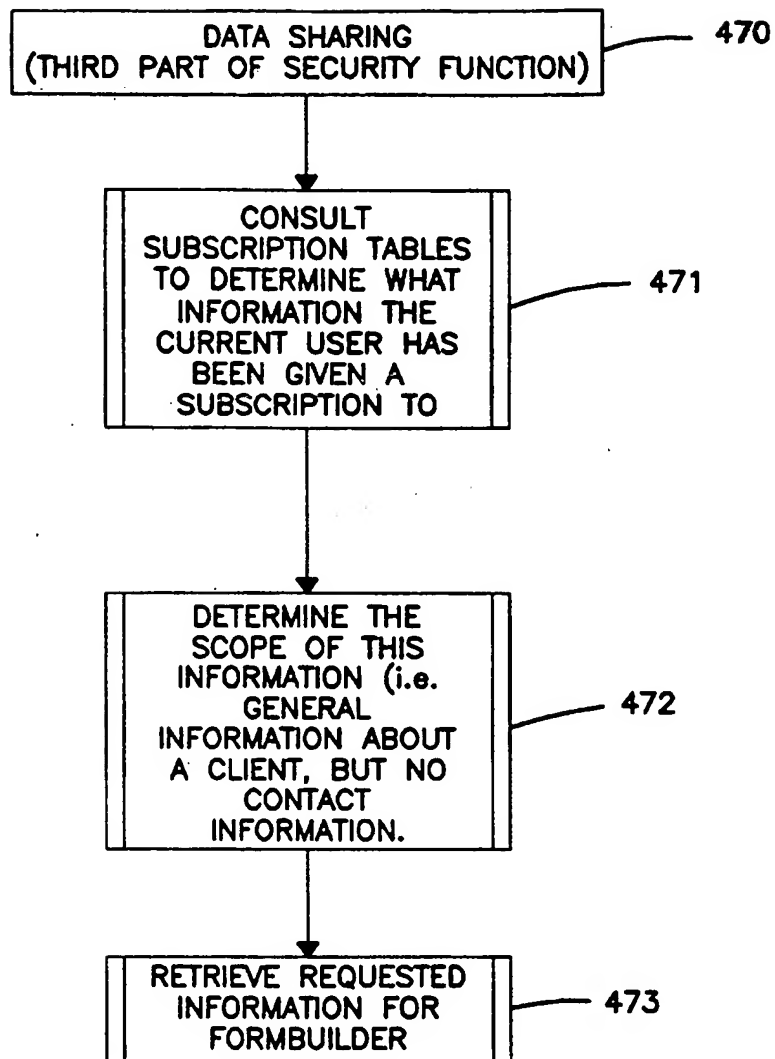 DATA SHARING
(THIRD PART OF SECURITY FUNCTION)
470
CONSULT
SUBSCRIPTION TABLES
TO DETERMINE WHAT
INFORMATION THE
CURRENT USER HAS
BEEN GIVEN A
SUBSCRIPTION TO
471
DETERMINE THE
SCOPE OF THIS
INFORMATION (i.e.
GENERAL
INFORMATION ABOUT
A CLIENT, BUT NO
CONTACT
INFORMATION.
472
RETRIEVE REQUESTED
INFORMATION FOR
FORMBUILDER
473